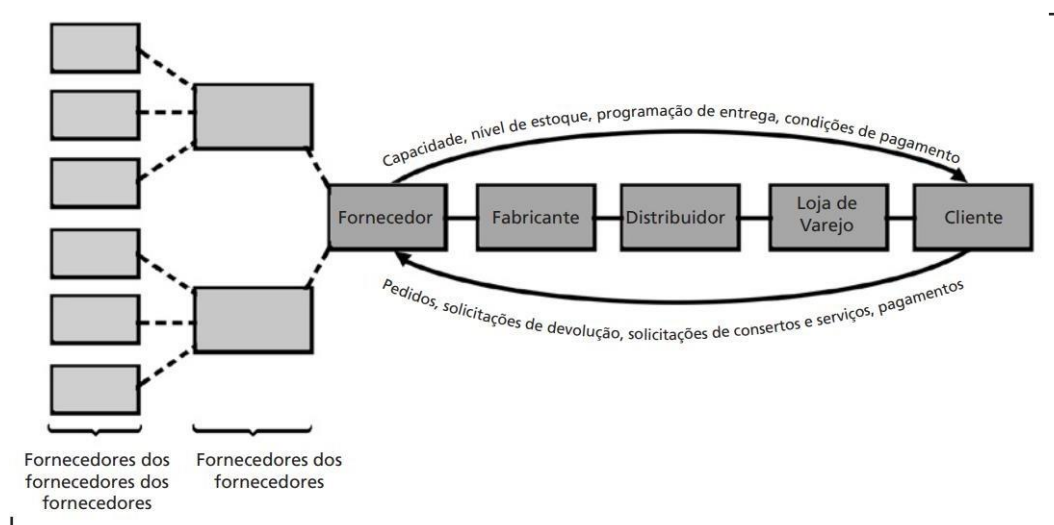 Capacidade, nível de estoque, programação de entrega, condições de pagamento
Fornecedor
Fabricante
Distribuidor
Loja de
Varejo
Cliente
Pedidos, solicitações de devolução, solicitações de consertos e serviços, pagamentos
Fornecedores dos
fornecedores dos
fornecedores
Fornecedores dos
fornecedores